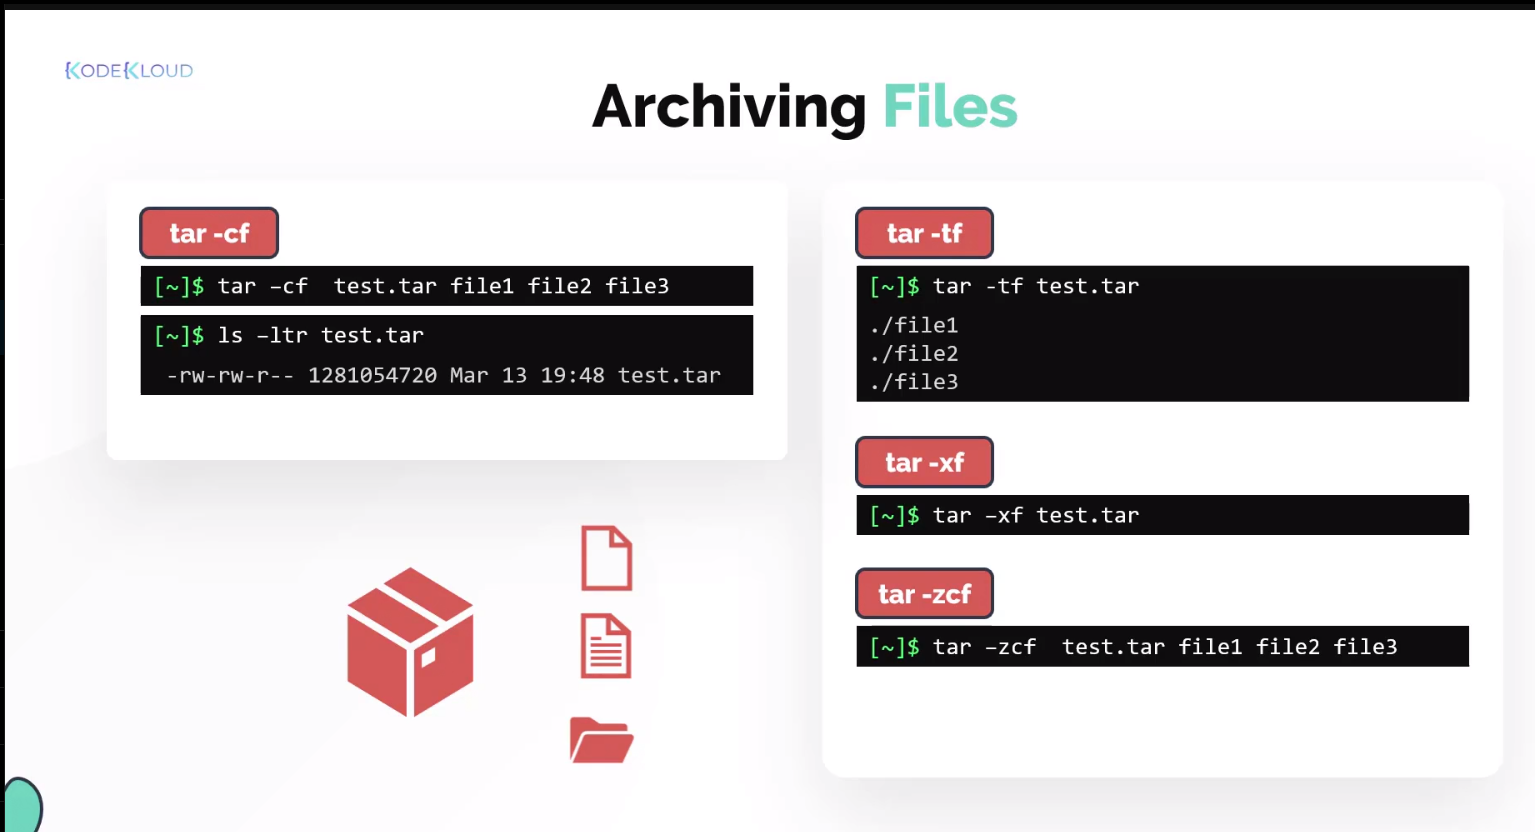 KODEKLOUD
Archiving Files
tar -cf
[~]$ tar –cf  test.tar file1 file2 file3
[~]$ ls –ltr test.tar
-rw-rw-r-- 1281054720 Mar 13 19:48 test.tar
tar -tf
[~]$ tar -tf test.tar
./file1
./file2
./file3
tar -xf
[~]$ tar –xf test.tar
tar -zcf
[~]$ tar –zcf  test.tar file1 file2 file3